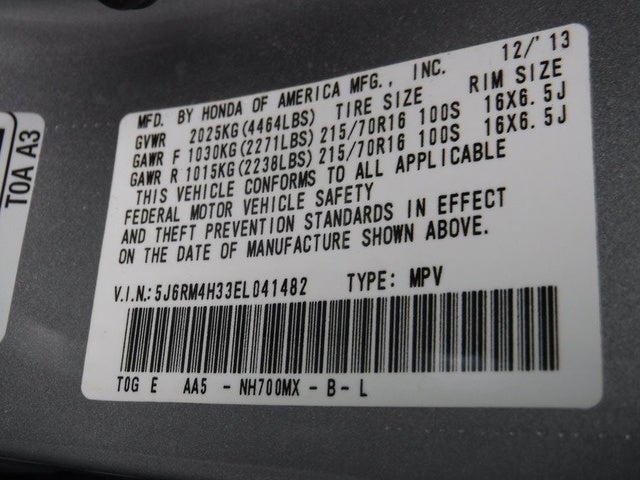 12/'13
MFD. BY HONDA OF AMERICA MFG., INC.
GVWR 2025KG(4464LBS) TIRE SIZE RIM SIZE
GAWR F 1030KG(2271LBS) 215/70R16 100S 16X6.5J
GAWR R 1015KG(2238LBS) 215/70R16 100S 16X6.5J
THIS VEHICLE CONFORMS TO ALL APPLICABLE
FEDERAL MOTOR VEHICLE SAFETY
AND THEFT PREVENTION STANDARDS IN EFFECT
ON THE DATE OF MANUFACTURE SHOWN ABOVE.
V.I.N.: 5J6RM4H33EL041482 TYPE: MPV
TOG E AA5 - NH700MX - B - L
TOA A3